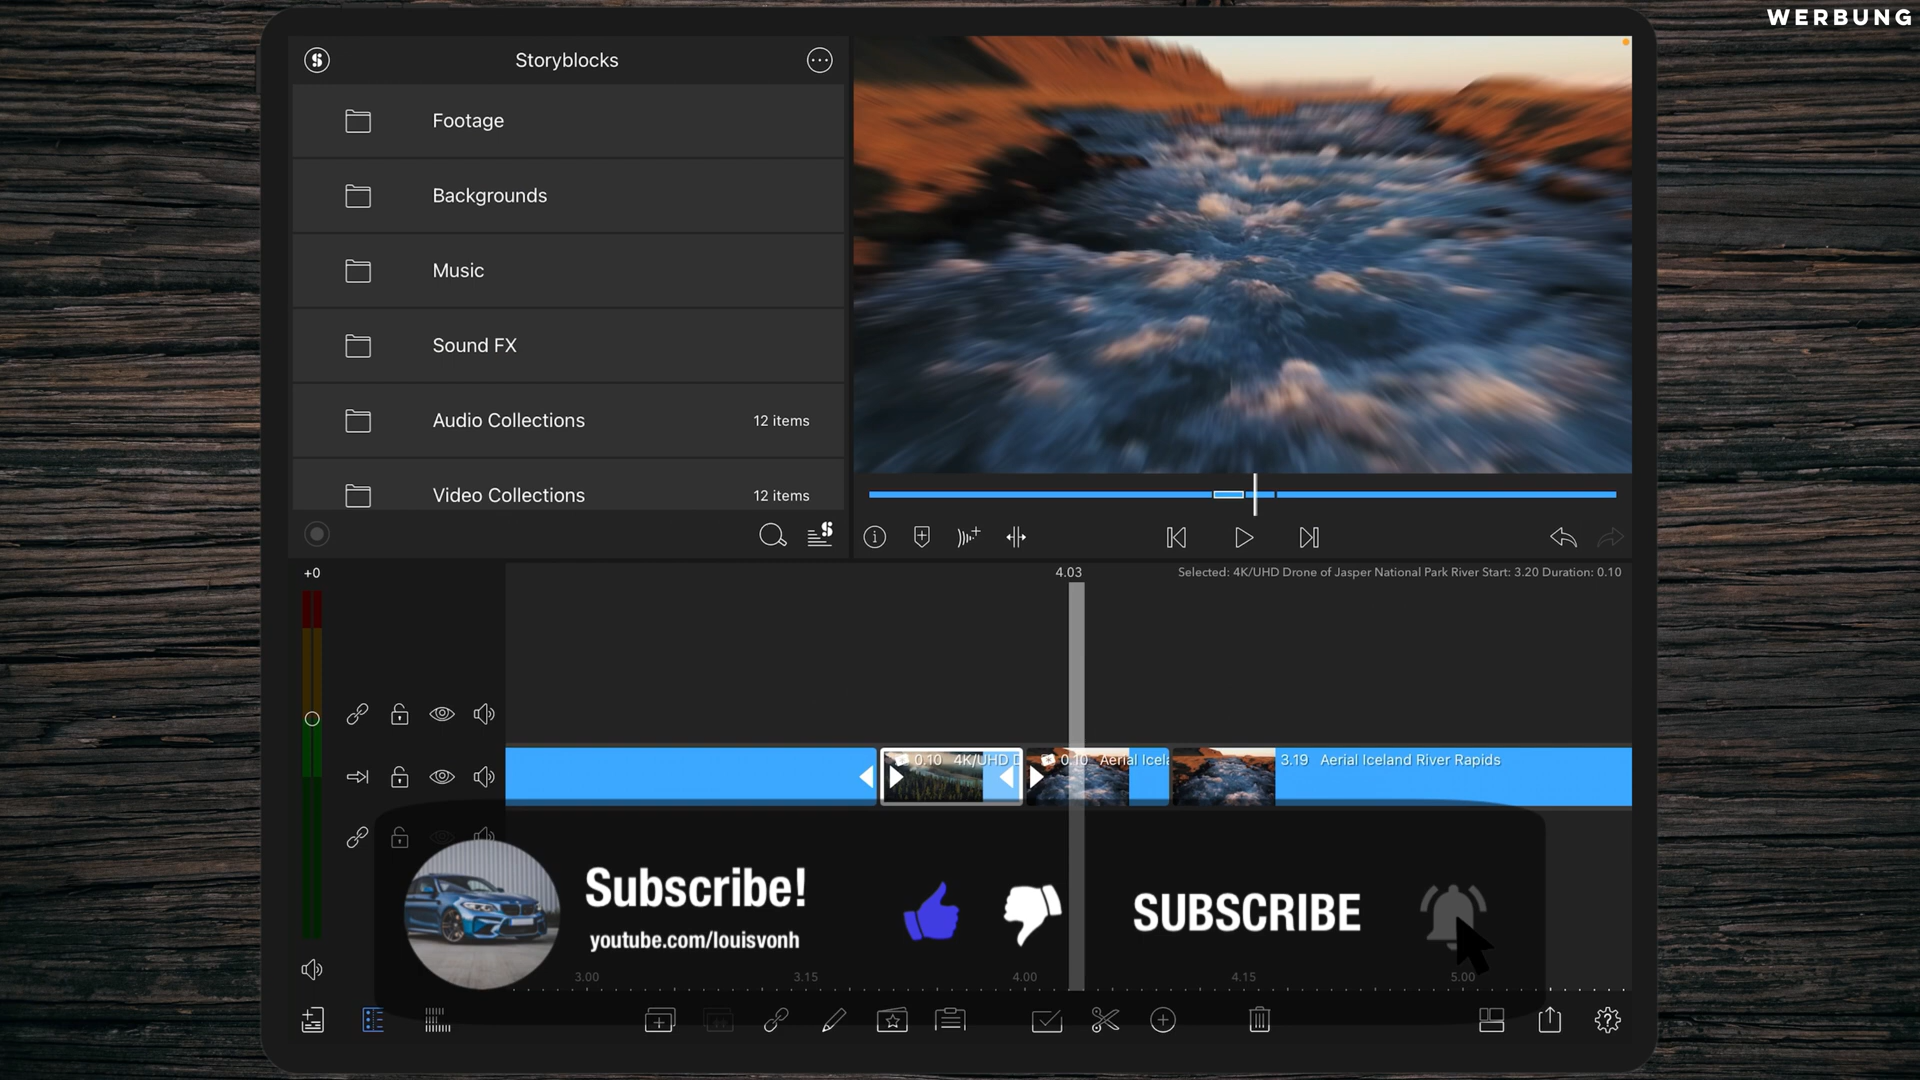 WERBUNG
Storyblocks
Footage
Backgrounds
Music
Sound FX
Audio Collections 12 items
Video Collections 12 items
+0
4.03
Selected: 4K/UHD Drone of Jasper National Park River Start: 3.20 Duration: 0.10
0.10 4K/UHD
0.10 Aerial Icel
3.19 Aerial Iceland River Rapids
Subscribe!
youtube.com/louisvonh
SUBSCRIBE
3.00 3.15 4.00 4.15 5.00